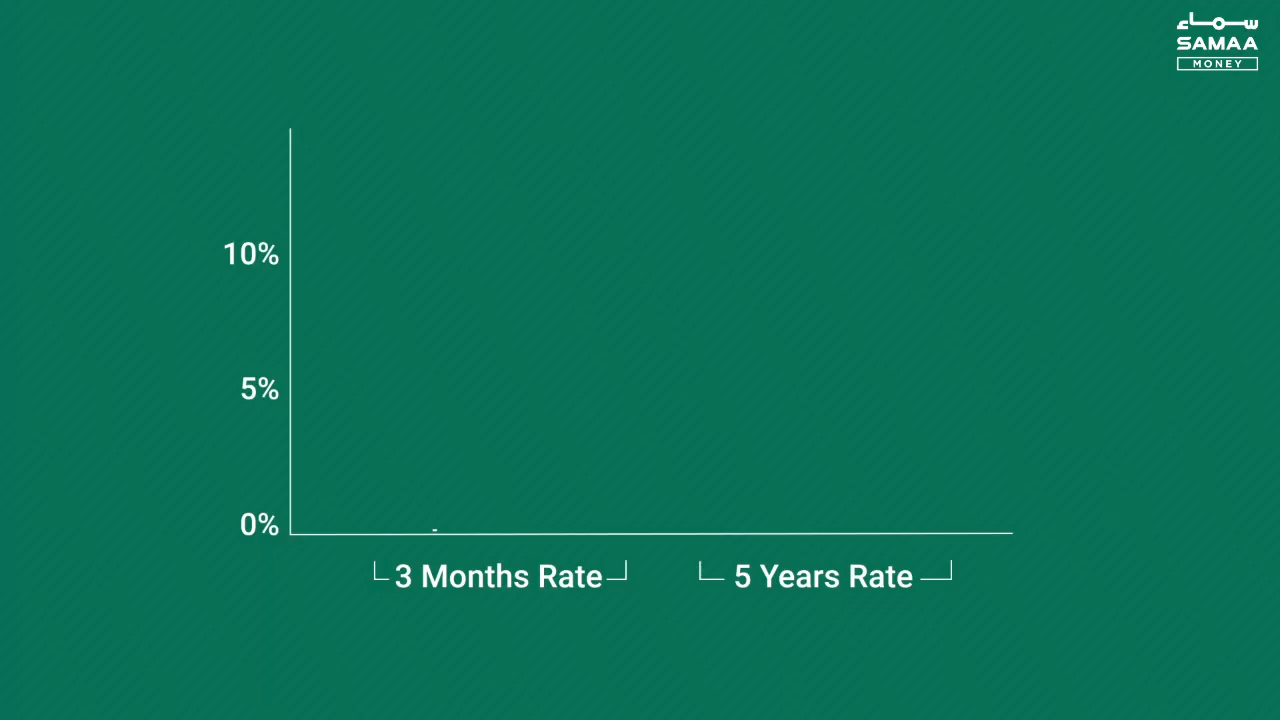 سماء
SAMAA
MONEY
10%
5%
0%
3 Months Rate
5 Years Rate